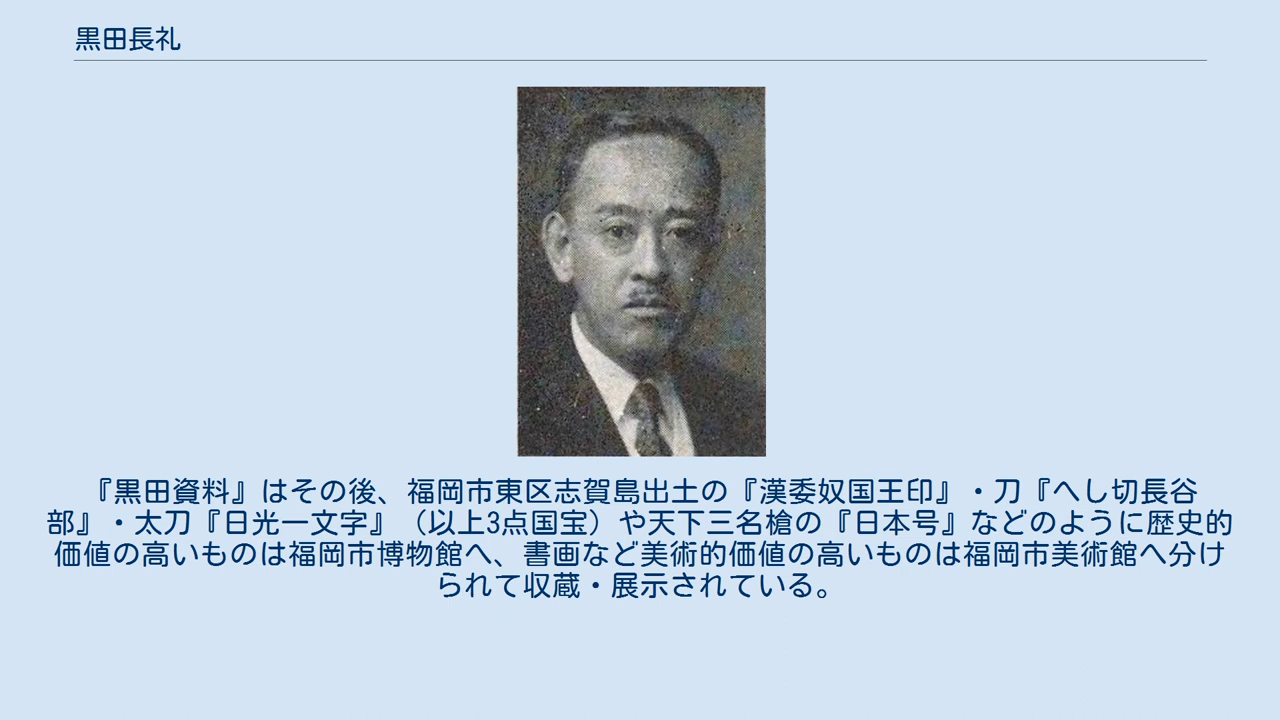 黒田長礼
『黒田資料』はその後、福岡市東区志賀島出土の『漢委奴国王印』・刀『へし切長谷
部』・太刀『日光一文字』（以上3点国宝）や天下三名槍の『日本号』などのように歴史的
価値の高いものは福岡市博物館へ、書画など美術的価値の高いものは福岡市美術館へ分け
られて収蔵・展示されている。